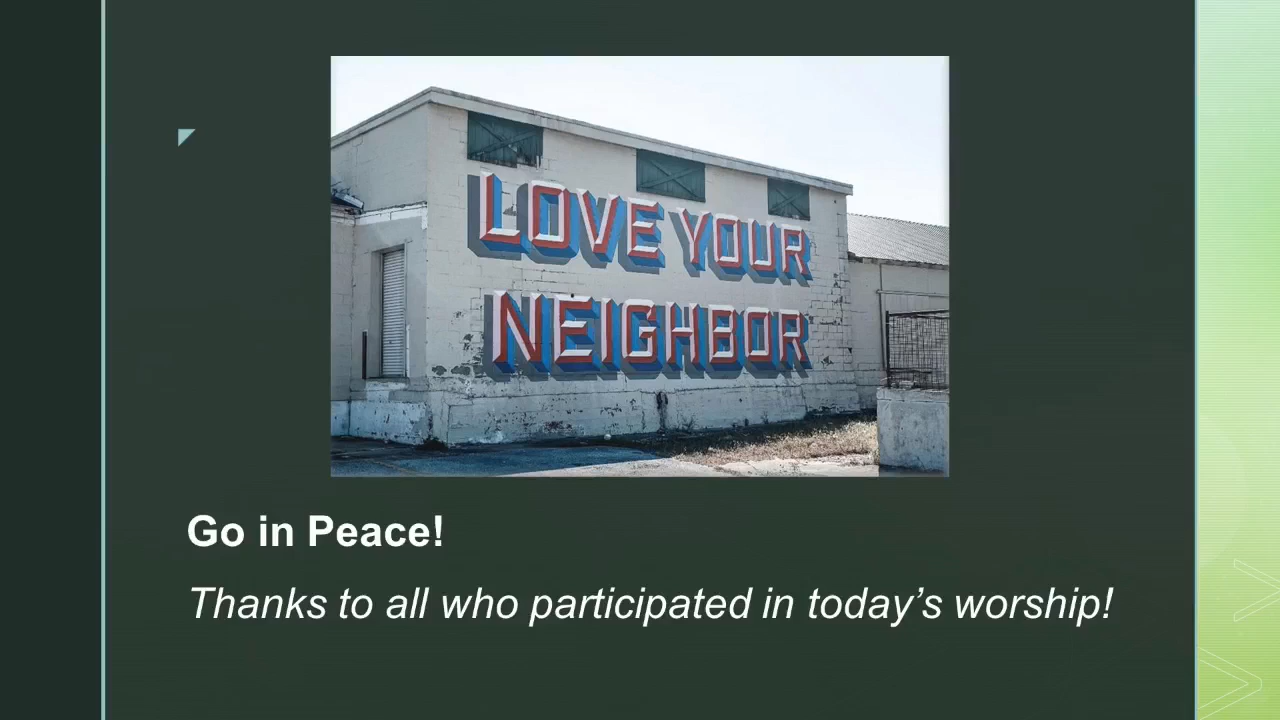 LOVE YOUR
NEIGHBOR
Go in Peace!
Thanks to all who participated in today’s worship!